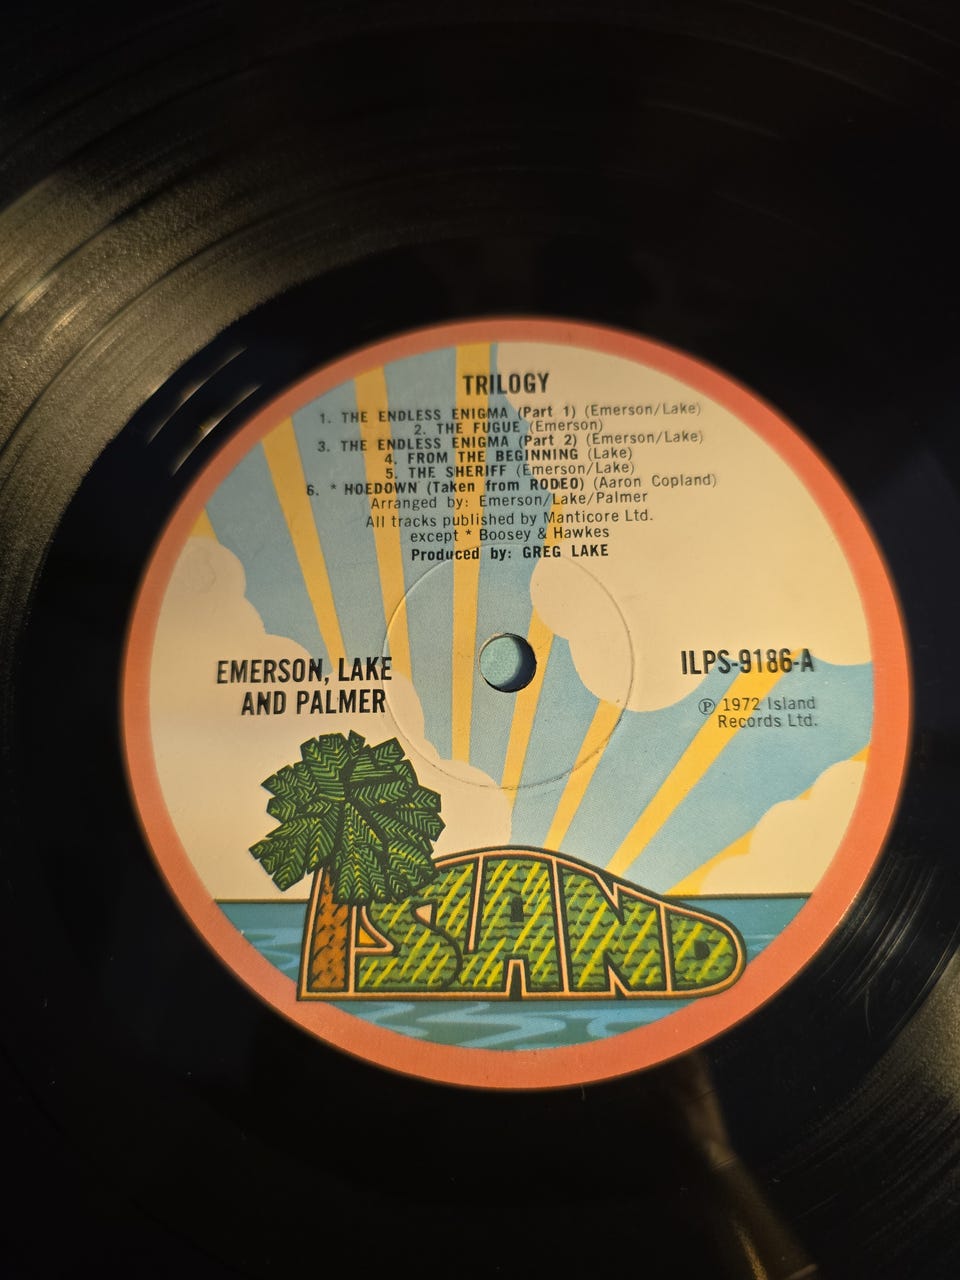 TRILOGY
1. THE ENDLESS ENIGMA (Part 1) (Emerson/Lake)
2. THE FUGUE (Emerson)
3. THE ENDLESS ENIGMA (Part 2) (Emerson/Lake)
4. FROM THE BEGINNING (Lake)
5. THE SHERIFF (Emerson/Lake)
6. * HOEDOWN (Taken from RODEO) (Aaron Copland)
Arranged by: Emerson/Lake/Palmer
All tracks published by Manticore Ltd.
except * Boosey & Hawkes
Produced by: GREG LAKE
EMERSON, LAKE
AND PALMER
ILPS-9186-A
Ⓟ 1972 Island
Records Ltd.
ISLAND